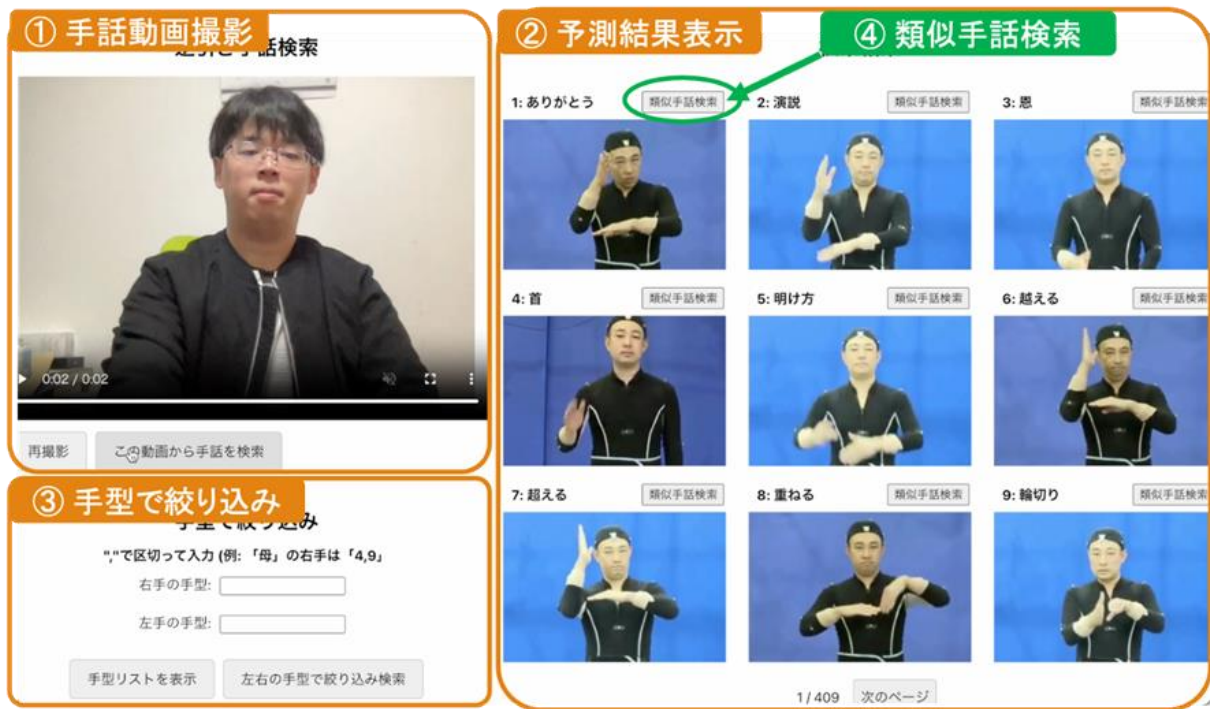 ① 手話動画撮影
手話検索
0:02 / 0:02
再撮影
この動画から手話を検索
③ 手型で絞り込み
","で区切って入力 (例: 「母」の右手は「4,9」
右手の手型:
左手の手型:
手型リストを表示
左右の手型で絞り込み検索
② 予測結果表示
④ 類似手話検索
1: ありがとう
類似手話検索
2: 演説
類似手話検索
3: 恩
類似手話検索
4: 首
類似手話検索
5: 明け方
類似手話検索
6: 越える
類似手話検索
7: 超える
類似手話検索
8: 重ねる
類似手話検索
9: 輪切り
類似手話検索
1 / 409
次のページ